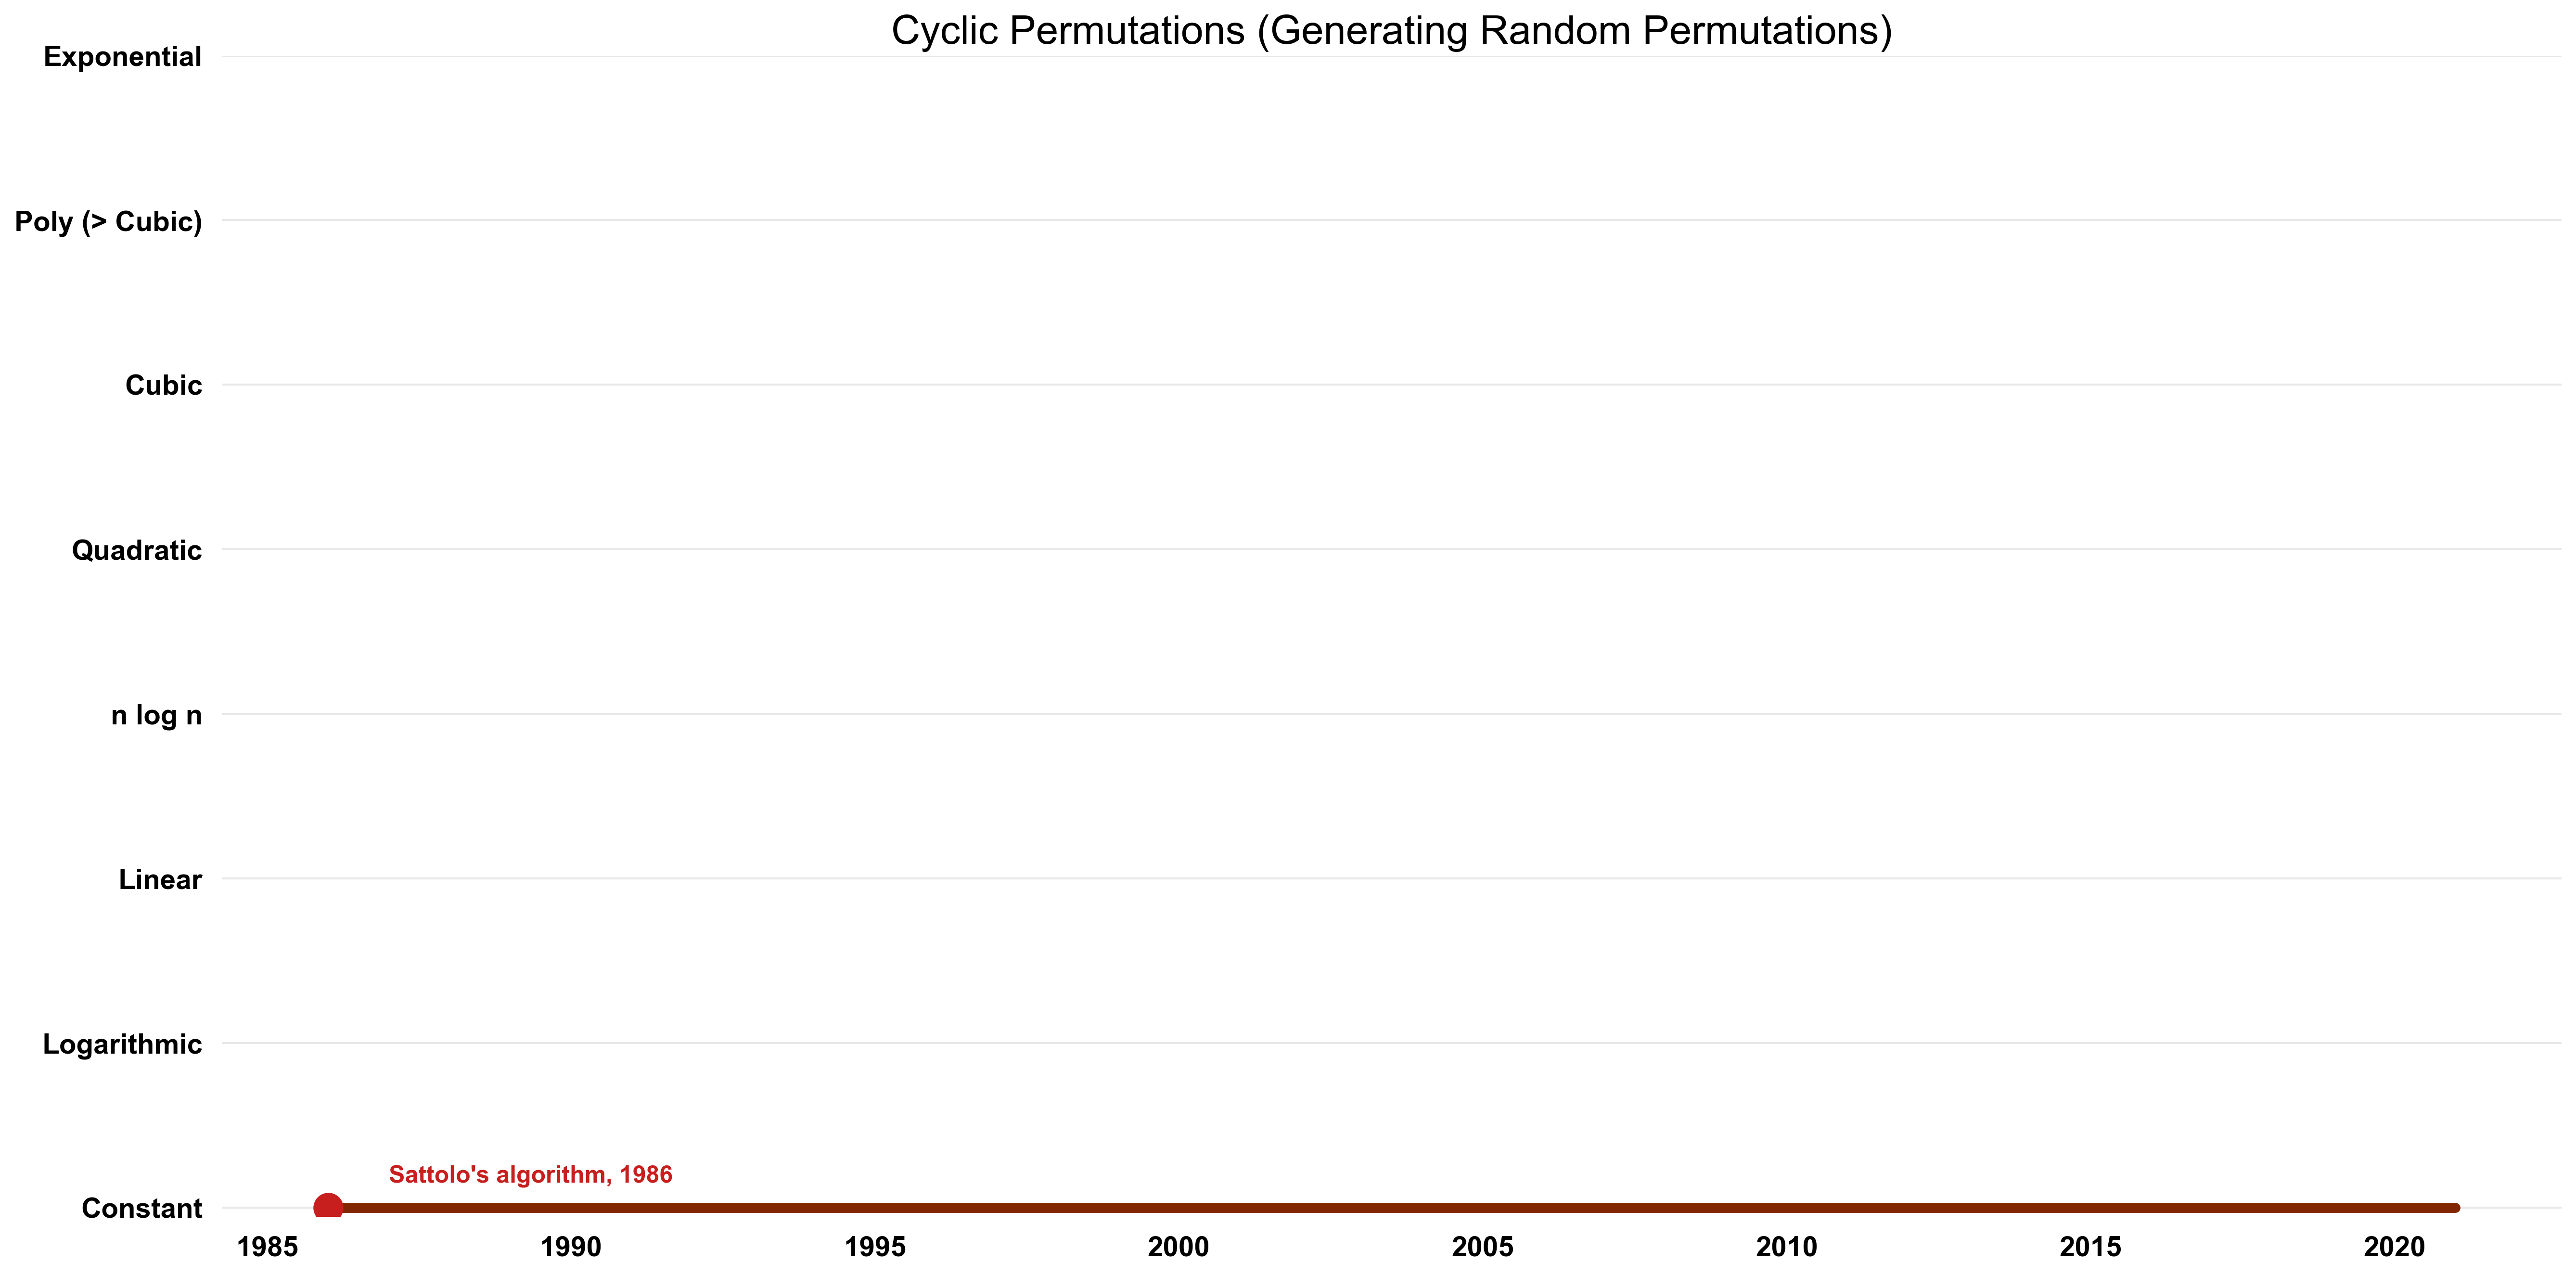 Cyclic Permutations (Generating Random Permutations)
Exponential
Poly (> Cubic)
Cubic
Quadratic
n log n
Linear
Logarithmic
Sattolo's algorithm, 1986
Constant
1985 1990 1995 2000 2005 2010 2015 2020